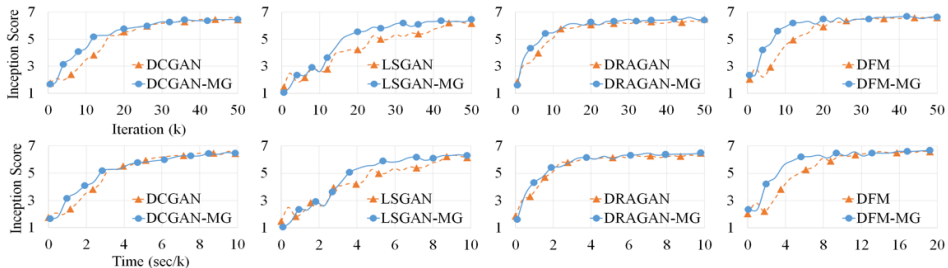 Inception Score
7
5
3
1
DCGAN
DCGAN-MG
0 10 20 30 40 50
Iteration (k)
7
5
3
1
LSGAN
LSGAN-MG
0 10 20 30 40 50
7
5
3
1
DRAGAN
DRAGAN-MG
0 10 20 30 40 50
7
5
3
1
DFM
DFM-MG
0 10 20 30 40 50
Inception Score
7
5
3
1
DCGAN
DCGAN-MG
0 2 4 6 8 10
Time (sec/k)
7
5
3
1
LSGAN
LSGAN-MG
0 2 4 6 8 10
7
5
3
1
DRAGAN
DRAGAN-MG
0 2 4 6 8 10
7
5
3
1
DFM
DFM-MG
0 4 8 12 16 20